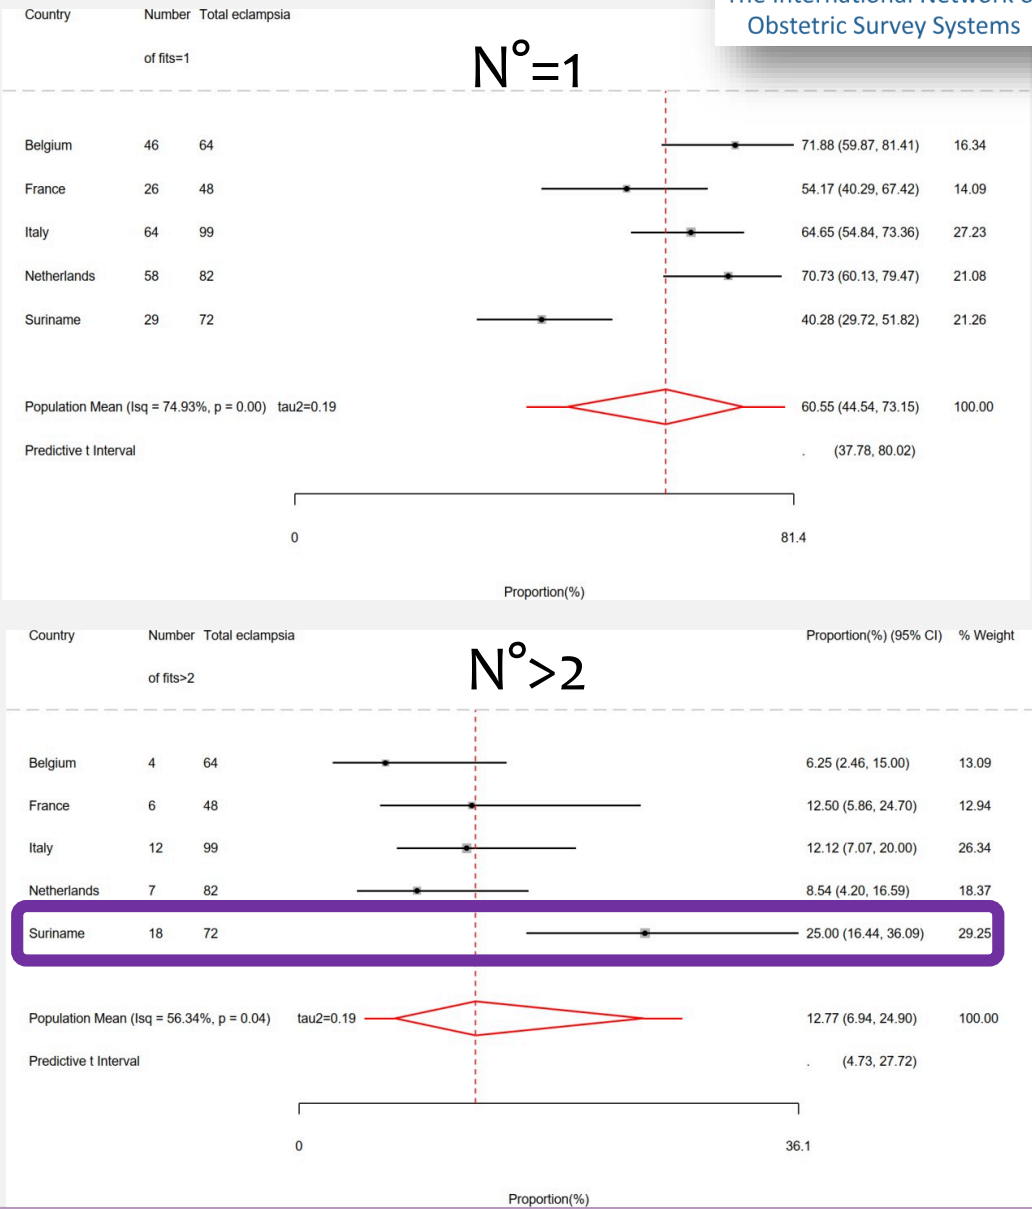 The International Network o
Obstetric Survey Systems
Country Number Total eclampsia
of fits=1
N°=1
Belgium 46 64 71.88 (59.87, 81.41) 16.34
France 26 48 54.17 (40.29, 67.42) 14.09
Italy 64 99 64.65 (54.84, 73.36) 27.23
Netherlands 58 82 70.73 (60.13, 79.47) 21.08
Suriname 29 72 40.28 (29.72, 51.82) 21.26
Population Mean (Isq = 74.93%, p = 0.00) tau2=0.19 60.55 (44.54, 73.15) 100.00
Predictive t Interval . (37.78, 80.02)
0 81.4
Proportion(%)
Country Number Total eclampsia Proportion(%) (95% CI) % Weight
of fits>2
N°>2
Belgium 4 64 6.25 (2.46, 15.00) 13.09
France 6 48 12.50 (5.86, 24.70) 12.94
Italy 12 99 12.12 (7.07, 20.00) 26.34
Netherlands 7 82 8.54 (4.20, 16.59) 18.37
Suriname 18 72 25.00 (16.44, 36.09) 29.25
Population Mean (Isq = 56.34%, p = 0.04) tau2=0.19 12.77 (6.94, 24.90) 100.00
Predictive t Interval . (4.73, 27.72)
0 36.1
Proportion(%)